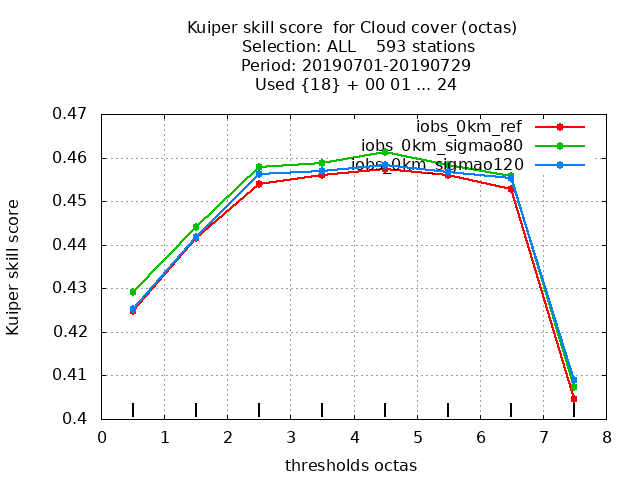 Kuiper skill score  for Cloud cover (octas)
Selection: ALL    593 stations
Period: 20190701-20190729
Used {18} + 00 01 ... 24
iobs_0km_ref
iobs_0km_sigmao80
iobs_0km_sigmao120
0.47
0.46
0.45
0.44
0.43
0.42
0.41
0.4
Kuiper skill score
0 1 2 3 4 5 6 7 8
thresholds octas